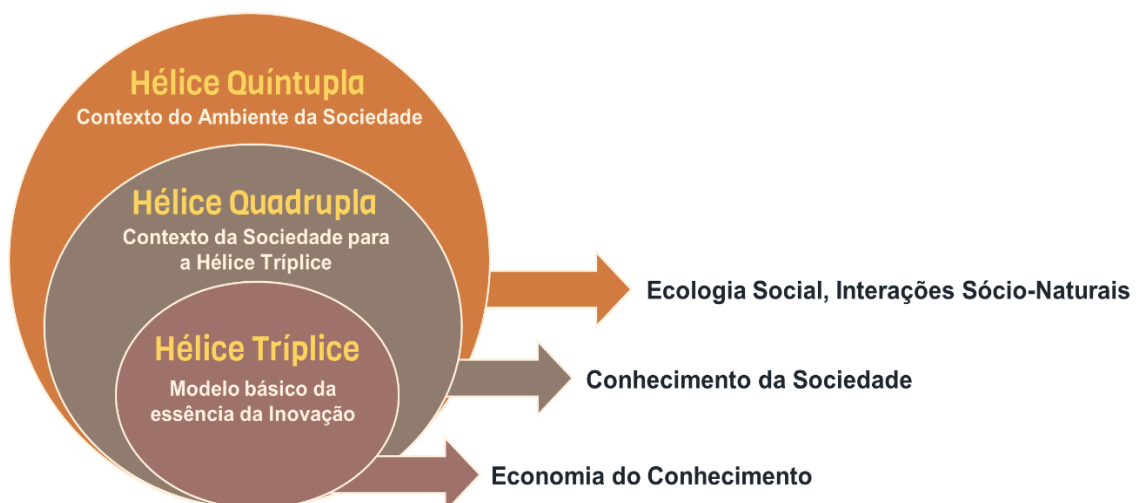 Hélice Quíntupla
Contexto do Ambiente da Sociedade
Hélice Quadrupla
Contexto da Sociedade para
a Hélice Tríplice
Ecologia Social, Interações Sócio-Naturais
Hélice Tríplice
Modelo básico da
essência da Inovação
Conhecimento da Sociedade
Economia do Conhecimento